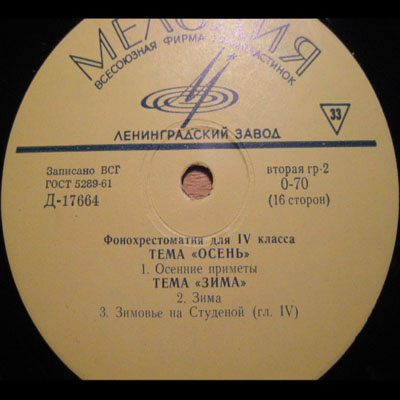 МЕЛОДИЯ
ВСЕСОЮЗНАЯ ФИРМА ГРАМПЛАСТИНОК
33
ЛЕНИНГРАДСКИЙ ЗАВОД
Записано ВСГ
ГОСТ 5289-61
Д-17664
вторая гр-2
0-70
(16 сторон)
Фонохрестоматия для IV класса
ТЕМА «ОСЕНЬ»
1. Осенние приметы
ТЕМА «ЗИМА»
2. Зима
3. Зимовье на Студеной (гл. IV)